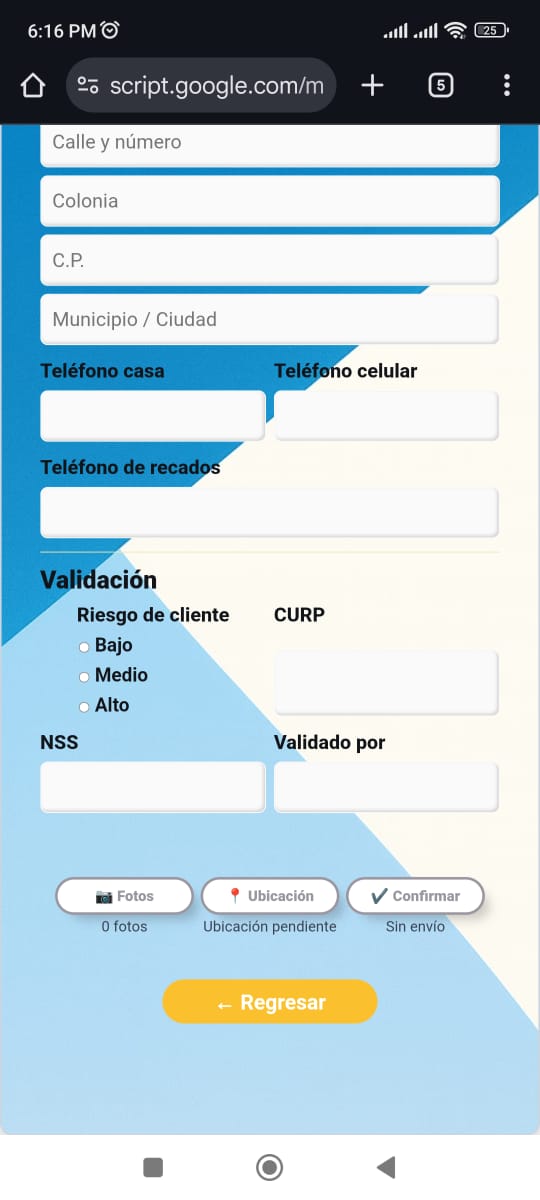 6:16 PM
25
script.google.com/m
5
Calle y número
Colonia
C.P.
Municipio / Ciudad
Teléfono casa Teléfono celular
Teléfono de recados
Validación
Riesgo de cliente CURP
Bajo
Medio
Alto
NSS Validado por
Fotos Ubicación Confirmar
0 fotos Ubicación pendiente Sin envío
← Regresar